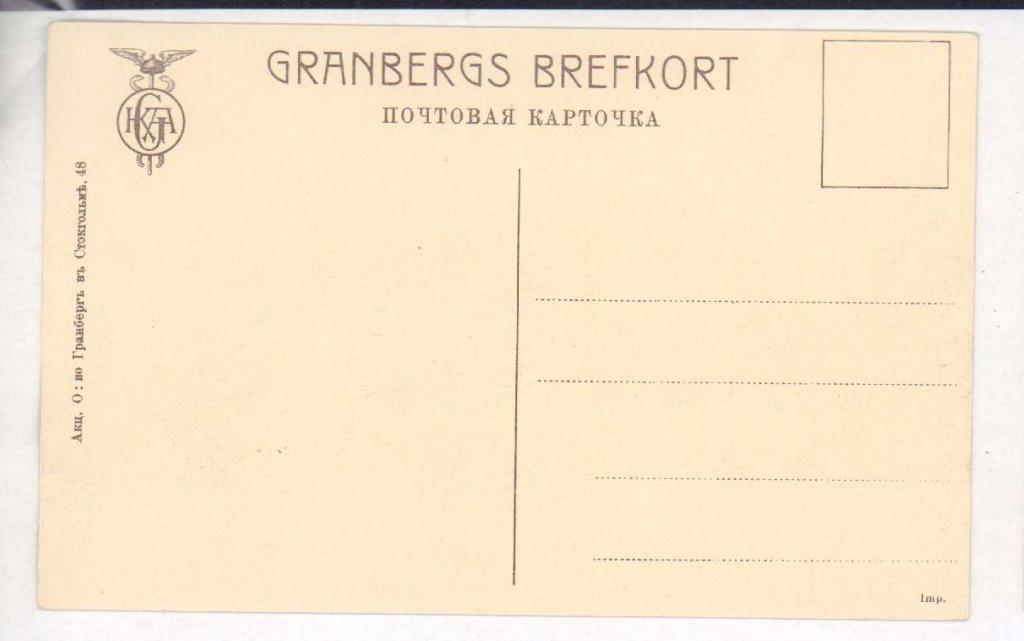 GRANBERGS BREFKORT
ПОЧТОВАЯ КАРТОЧКА
Акц. О: во Гранбергъ въ Стокгольмѣ, 48
Imp.